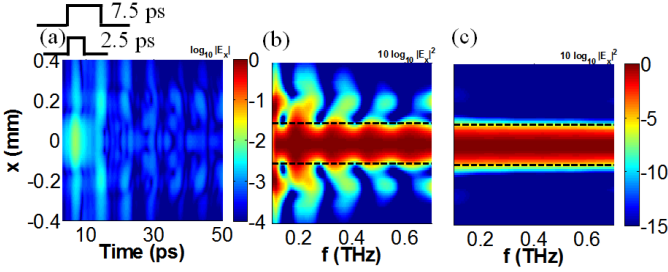 7.5 ps
2.5 ps
(a)
log10 |Ex|
(b)
10 log10 |Ex|²
(c)
10 log10 |Ex|²
x (mm)
0.4
0.2
0
-0.2
-0.4
10 30 50
Time (ps)
0
-1
-2
-3
-4
0.2 0.4 0.6
f (THz)
0.2 0.4 0.6
f (THz)
0
-5
-10
-15